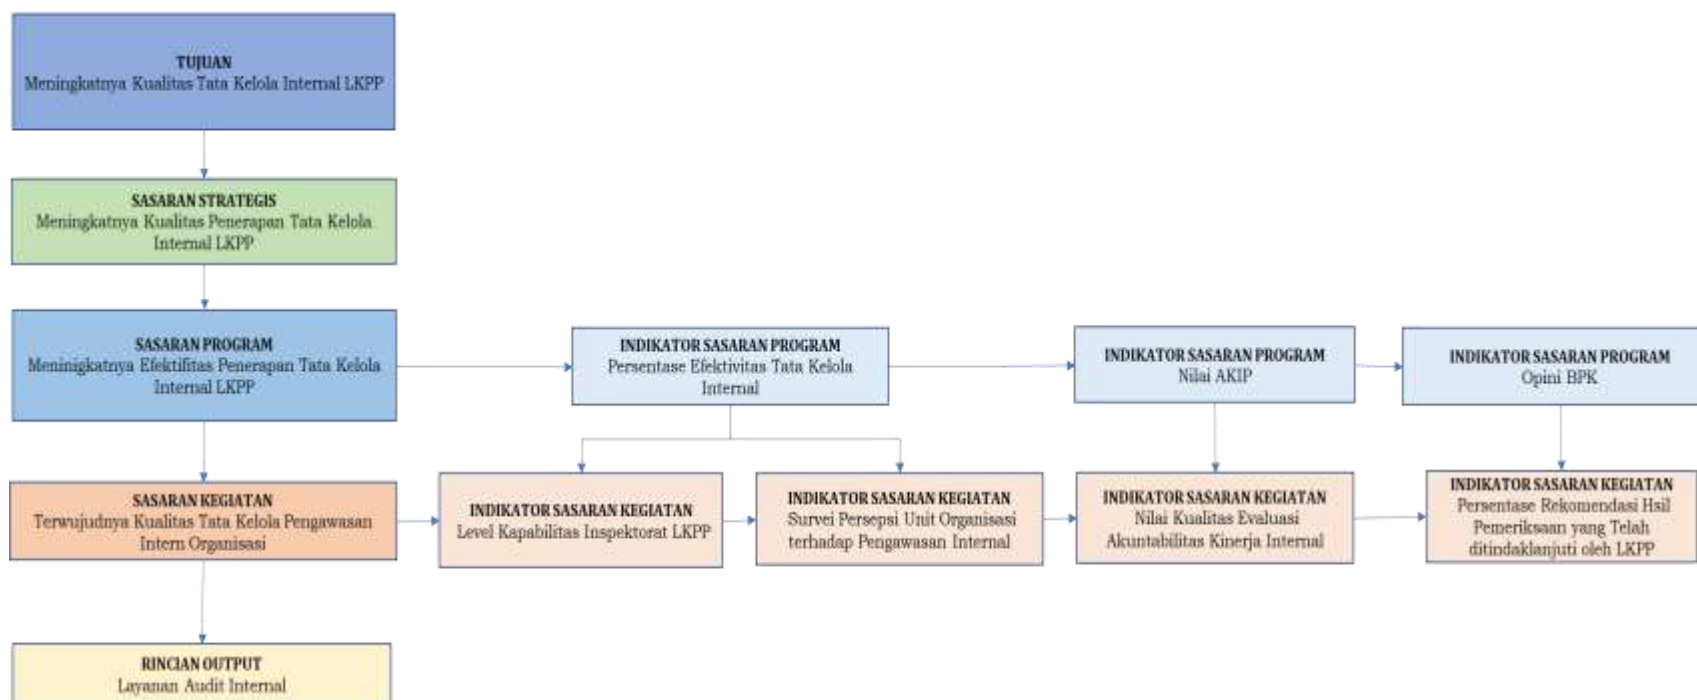 TUJUAN
Meningkatnya Kualitas Tata Kelola Internal LKPP
SASARAN STRATEGIS
Meningkatnya Kualitas Penerapan Tata Kelola
Internal LKPP
SASARAN PROGRAM
Meninigkatnya Efektifitas Penerapan Tata Kelola
Internal LKPP
INDIKATOR SASARAN PROGRAM
Persentase Efektivitas Tata Kelola
Internal
INDIKATOR SASARAN PROGRAM
Nilai AKIP
INDIKATOR SASARAN PROGRAM
Opini BPK
SASARAN KEGIATAN
Terwujudnya Kualitas Tata Kelola Pengawasan
Intern Organisasi
INDIKATOR SASARAN KEGIATAN
Level Kapabilitas Inspektorat LKPP
INDIKATOR SASARAN KEGIATAN
Survei Persepsi Unit Organisasi
terhadap Pengawasan Internal
INDIKATOR SASARAN KEGIATAN
Nilai Kualitas Evaluasi
Akuntabilitas Kinerja Internal
INDIKATOR SASARAN KEGIATAN
Persentase Rekomendasi Hsil
Pemeriksaan yang Telah
ditindaklanjuti oleh LKPP
RINCIAN OUTPUT
Layanan Audit Internal